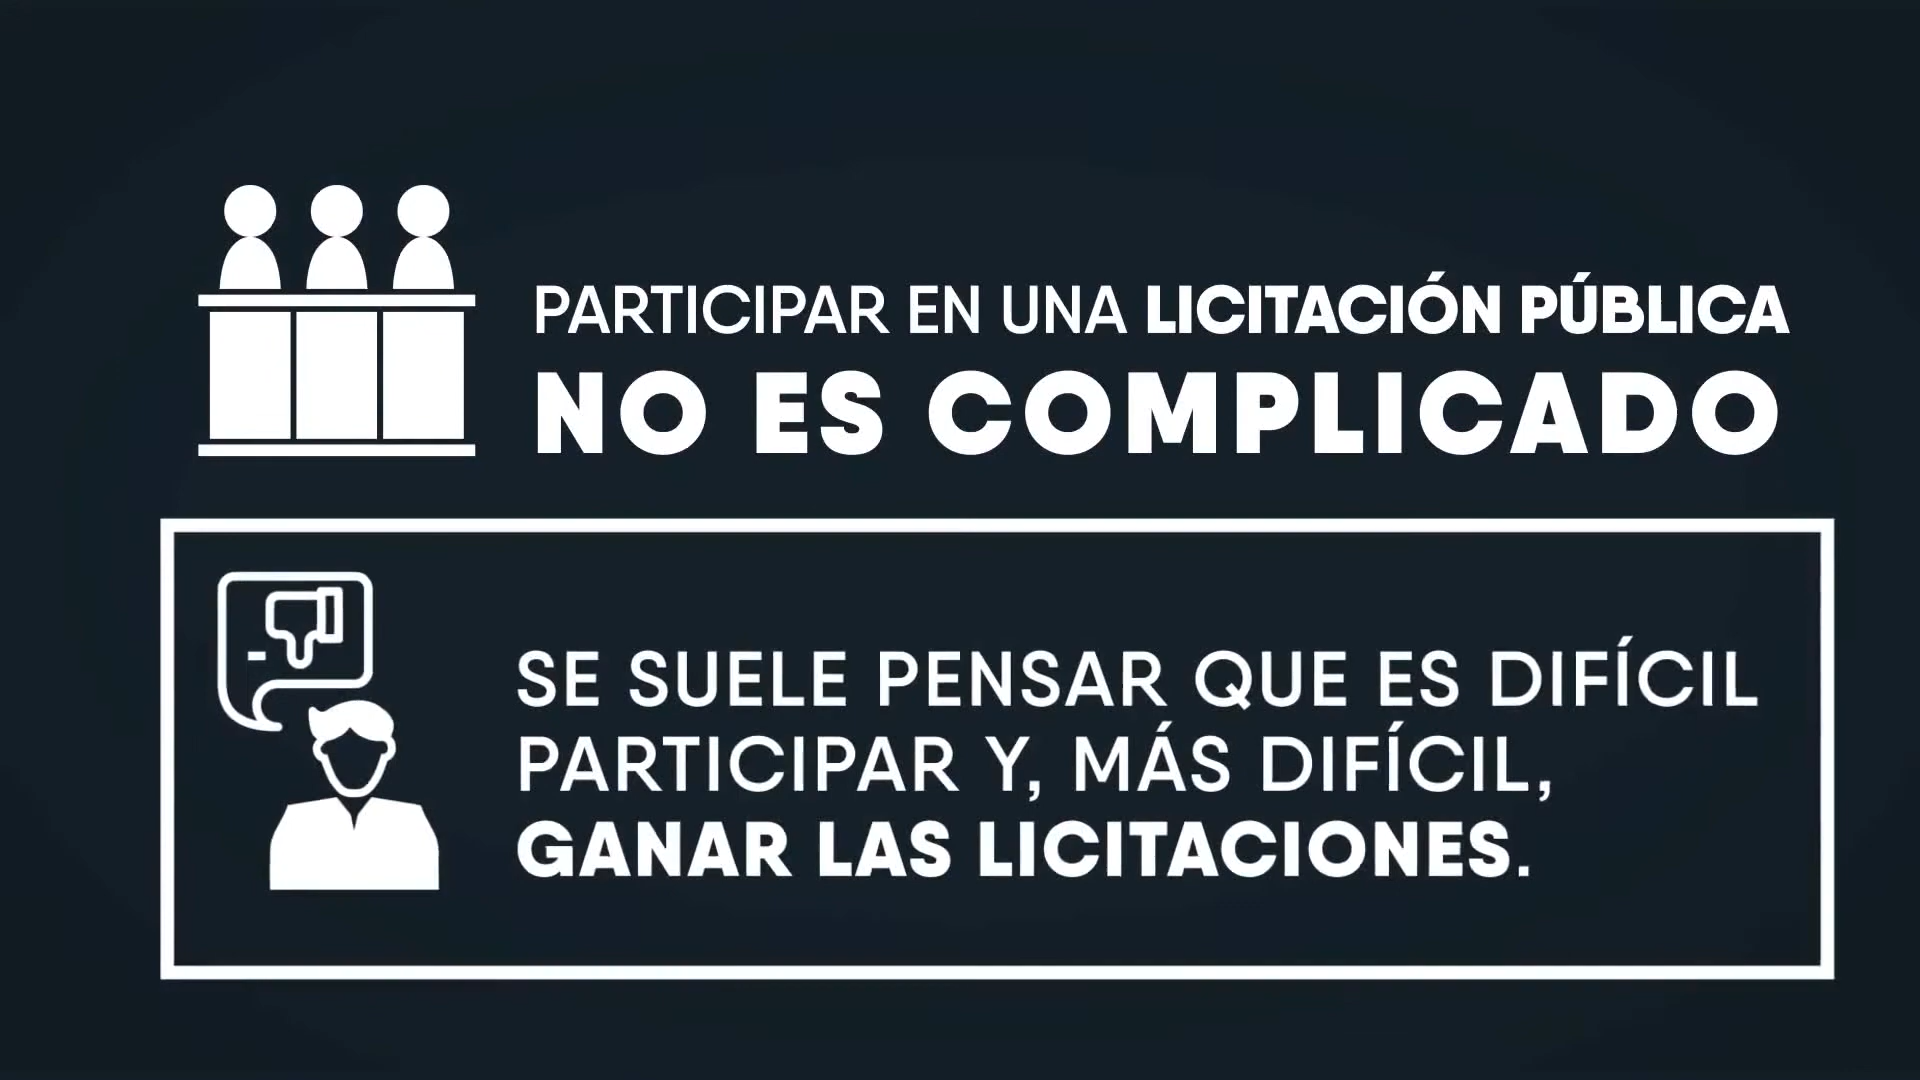 PARTICIPAR EN UNA LICITACIÓN PÚBLICA
NO ES COMPLICADO
SE SUELE PENSAR QUE ES DIFÍCIL
PARTICIPAR Y, MÁS DIFÍCIL,
GANAR LAS LICITACIONES.